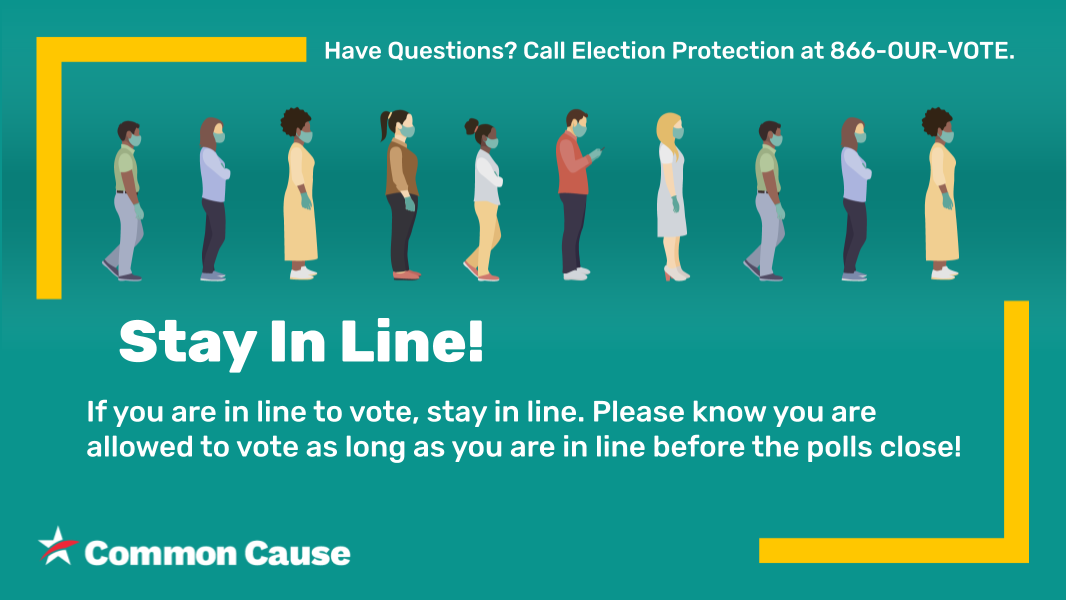 Have Questions? Call Election Protection at 866-OUR-VOTE.
Stay In Line!
If you are in line to vote, stay in line. Please know you are
allowed to vote as long as you are in line before the polls close!
Common Cause